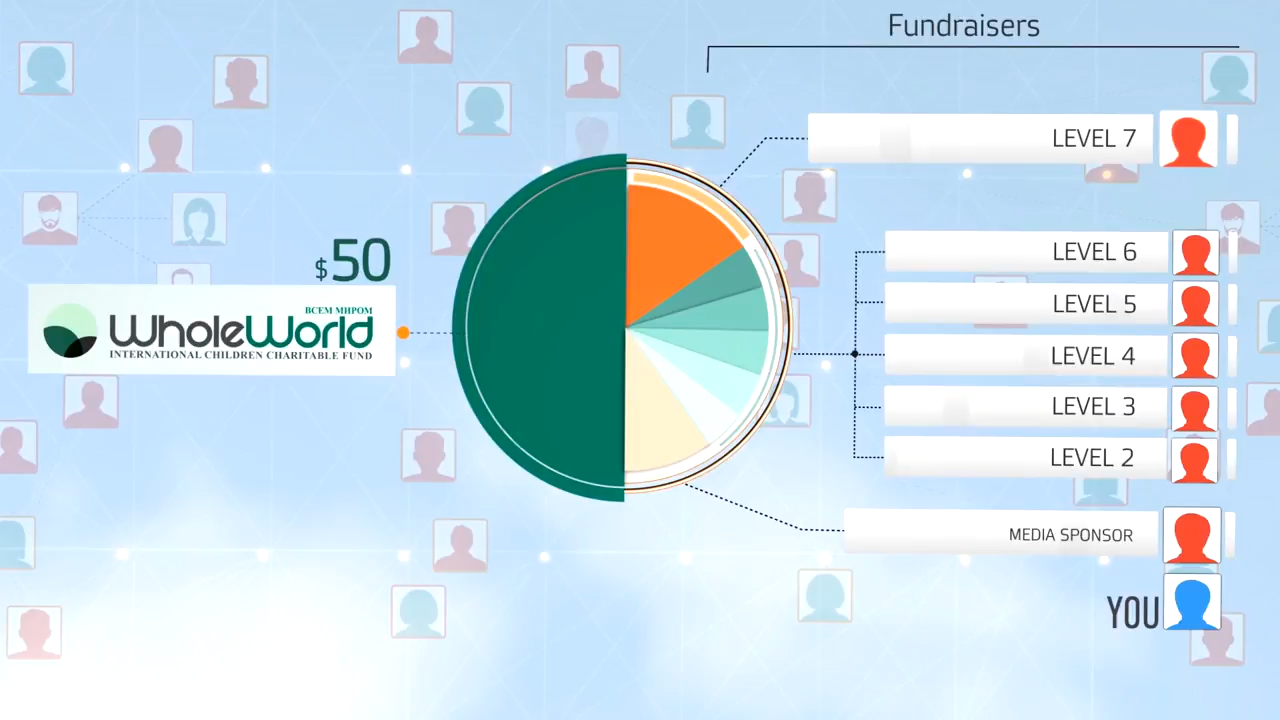 Fundraisers
LEVEL 7
$50
ВСЕМ МИРОМ
WholeWorld
INTERNATIONAL CHILDREN CHARITABLE FUND
LEVEL 6
LEVEL 5
LEVEL 4
LEVEL 3
LEVEL 2
MEDIA SPONSOR
YOU